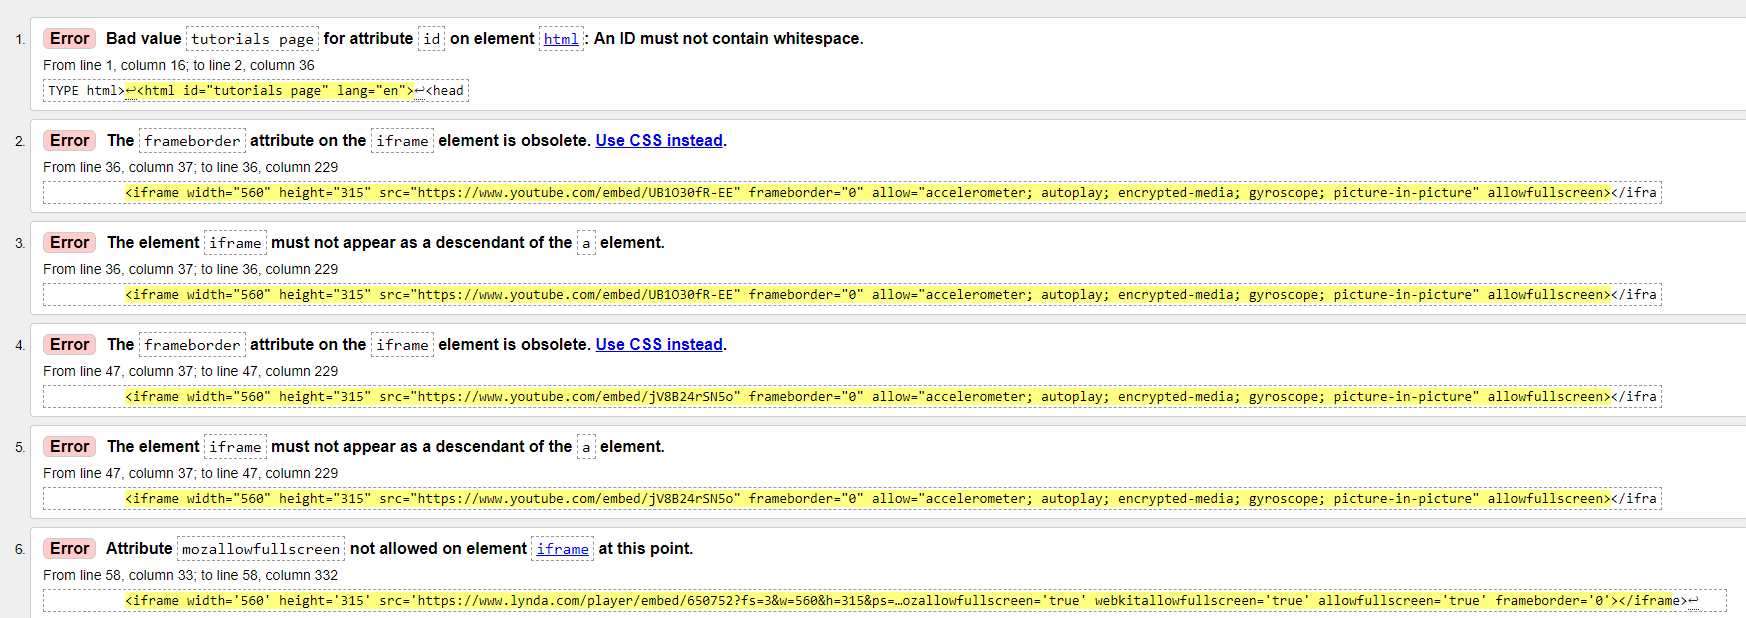 1. Error Bad value tutorials page for attribute id on element html: An ID must not contain whitespace.
From line 1, column 16; to line 2, column 36
TYPE html>↩<html id="tutorials page" lang="en">↩<head
2. Error The frameborder attribute on the iframe element is obsolete. Use CSS instead.
From line 36, column 37; to line 36, column 229
<iframe width="560" height="315" src="https://www.youtube.com/embed/UB1O30fR-EE" frameborder="0" allow="accelerometer; autoplay; encrypted-media; gyroscope; picture-in-picture" allowfullscreen></ifra
3. Error The element iframe must not appear as a descendant of the a element.
From line 36, column 37; to line 36, column 229
<iframe width="560" height="315" src="https://www.youtube.com/embed/UB1O30fR-EE" frameborder="0" allow="accelerometer; autoplay; encrypted-media; gyroscope; picture-in-picture" allowfullscreen></ifra
4. Error The frameborder attribute on the iframe element is obsolete. Use CSS instead.
From line 47, column 37; to line 47, column 229
<iframe width="560" height="315" src="https://www.youtube.com/embed/jV8B24rSN5o" frameborder="0" allow="accelerometer; autoplay; encrypted-media; gyroscope; picture-in-picture" allowfullscreen></ifra
5. Error The element iframe must not appear as a descendant of the a element.
From line 47, column 37; to line 47, column 229
<iframe width="560" height="315" src="https://www.youtube.com/embed/jV8B24rSN5o" frameborder="0" allow="accelerometer; autoplay; encrypted-media; gyroscope; picture-in-picture" allowfullscreen></ifra
6. Error Attribute mozallowfullscreen not allowed on element iframe at this point.
From line 58, column 33; to line 58, column 332
<iframe width='560' height='315' src='https://www.lynda.com/player/embed/650752?fs=3&w=560&h=315&ps=…ozallowfullscreen='true' webkitallowfullscreen='true' allowfullscreen='true' frameborder='0'></iframe>↩